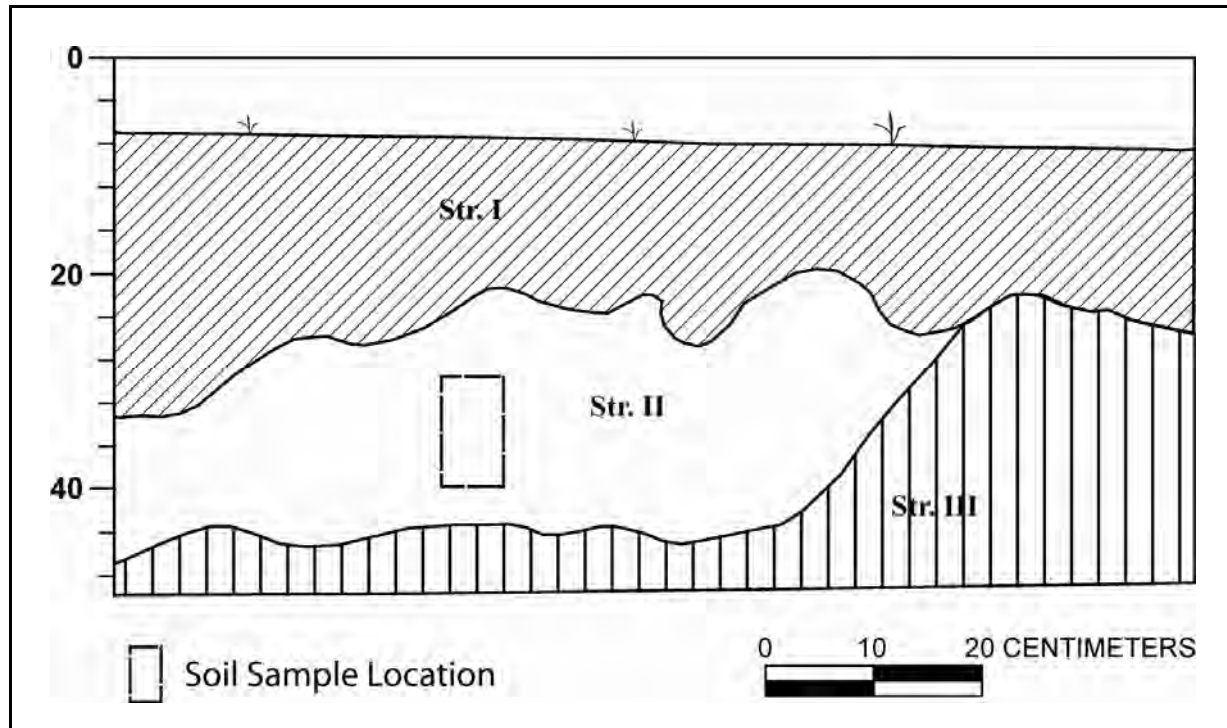 0
Str. I
20
Str. II
40
Str. III
0 10 20 CENTIMETERS
Soil Sample Location